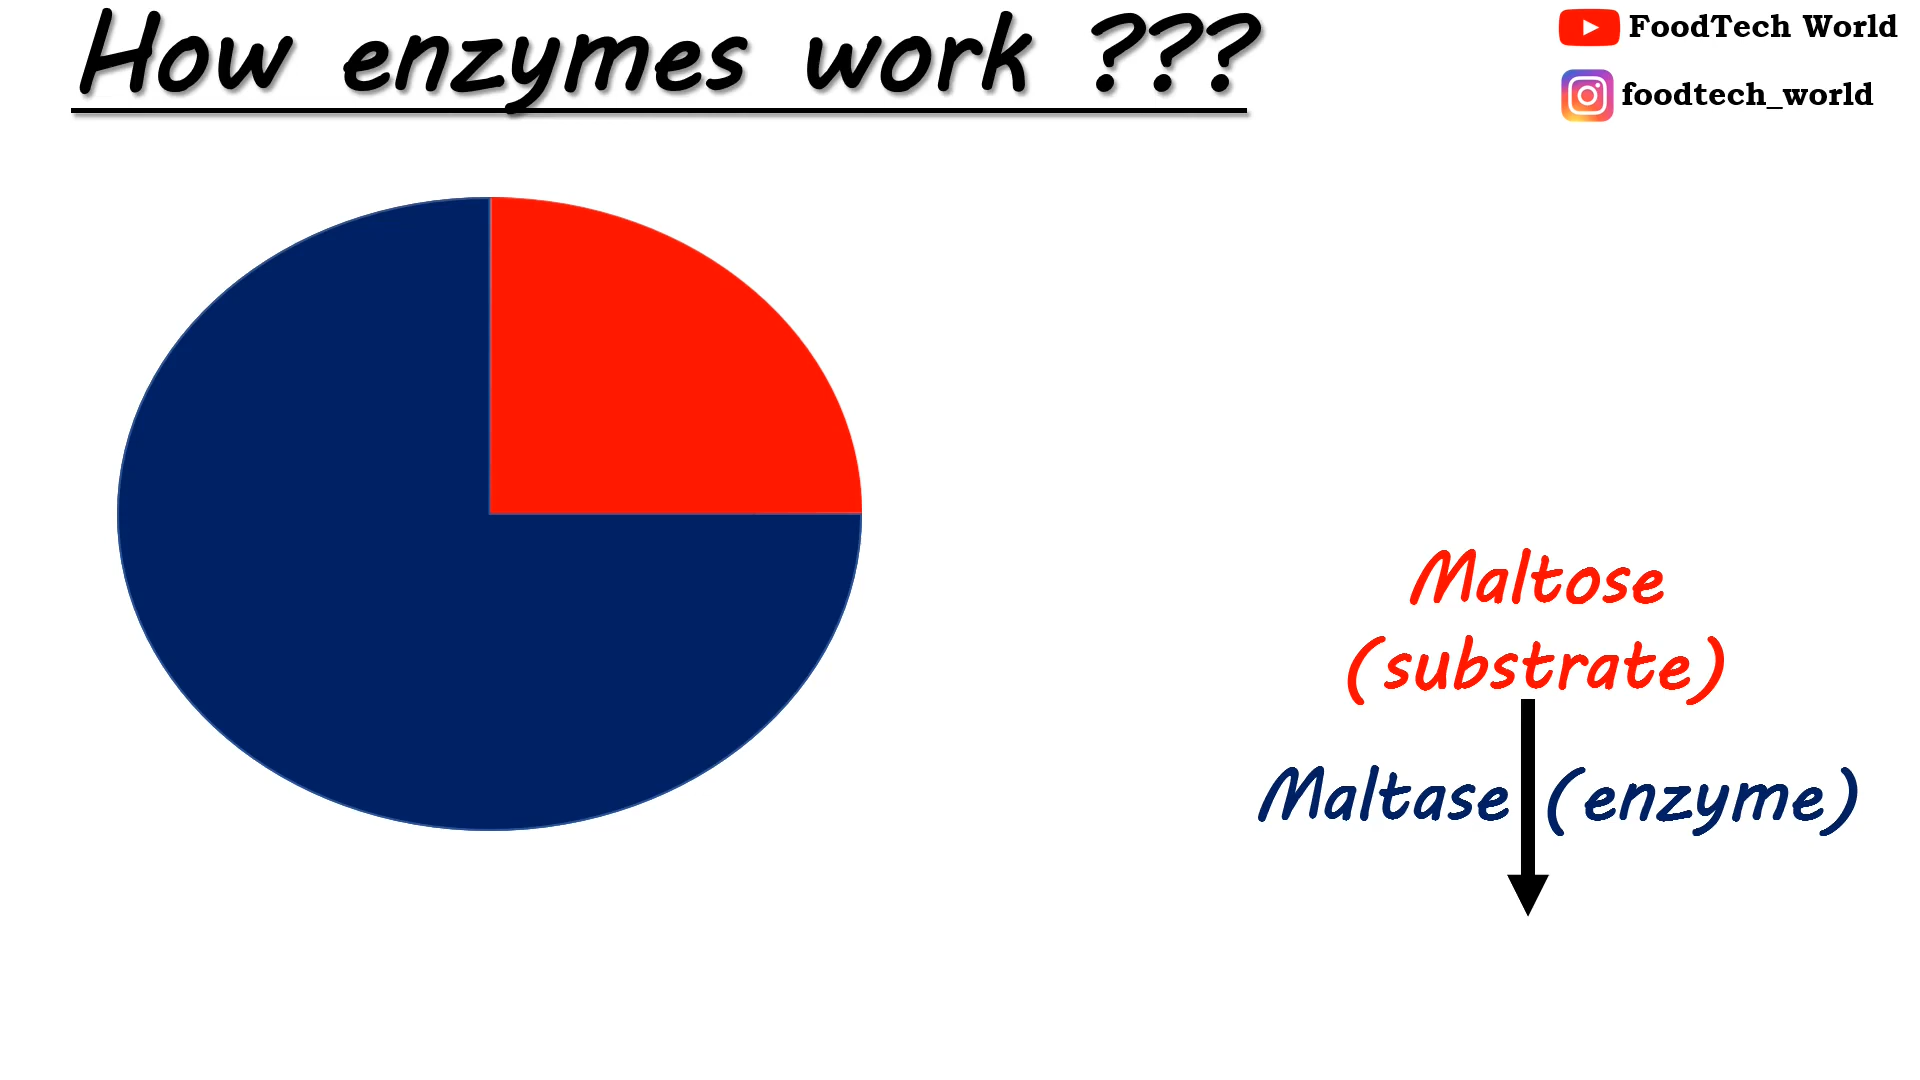 How enzymes work ???
FoodTech World
foodtech_world
Maltose
(substrate)
Maltase (enzyme)